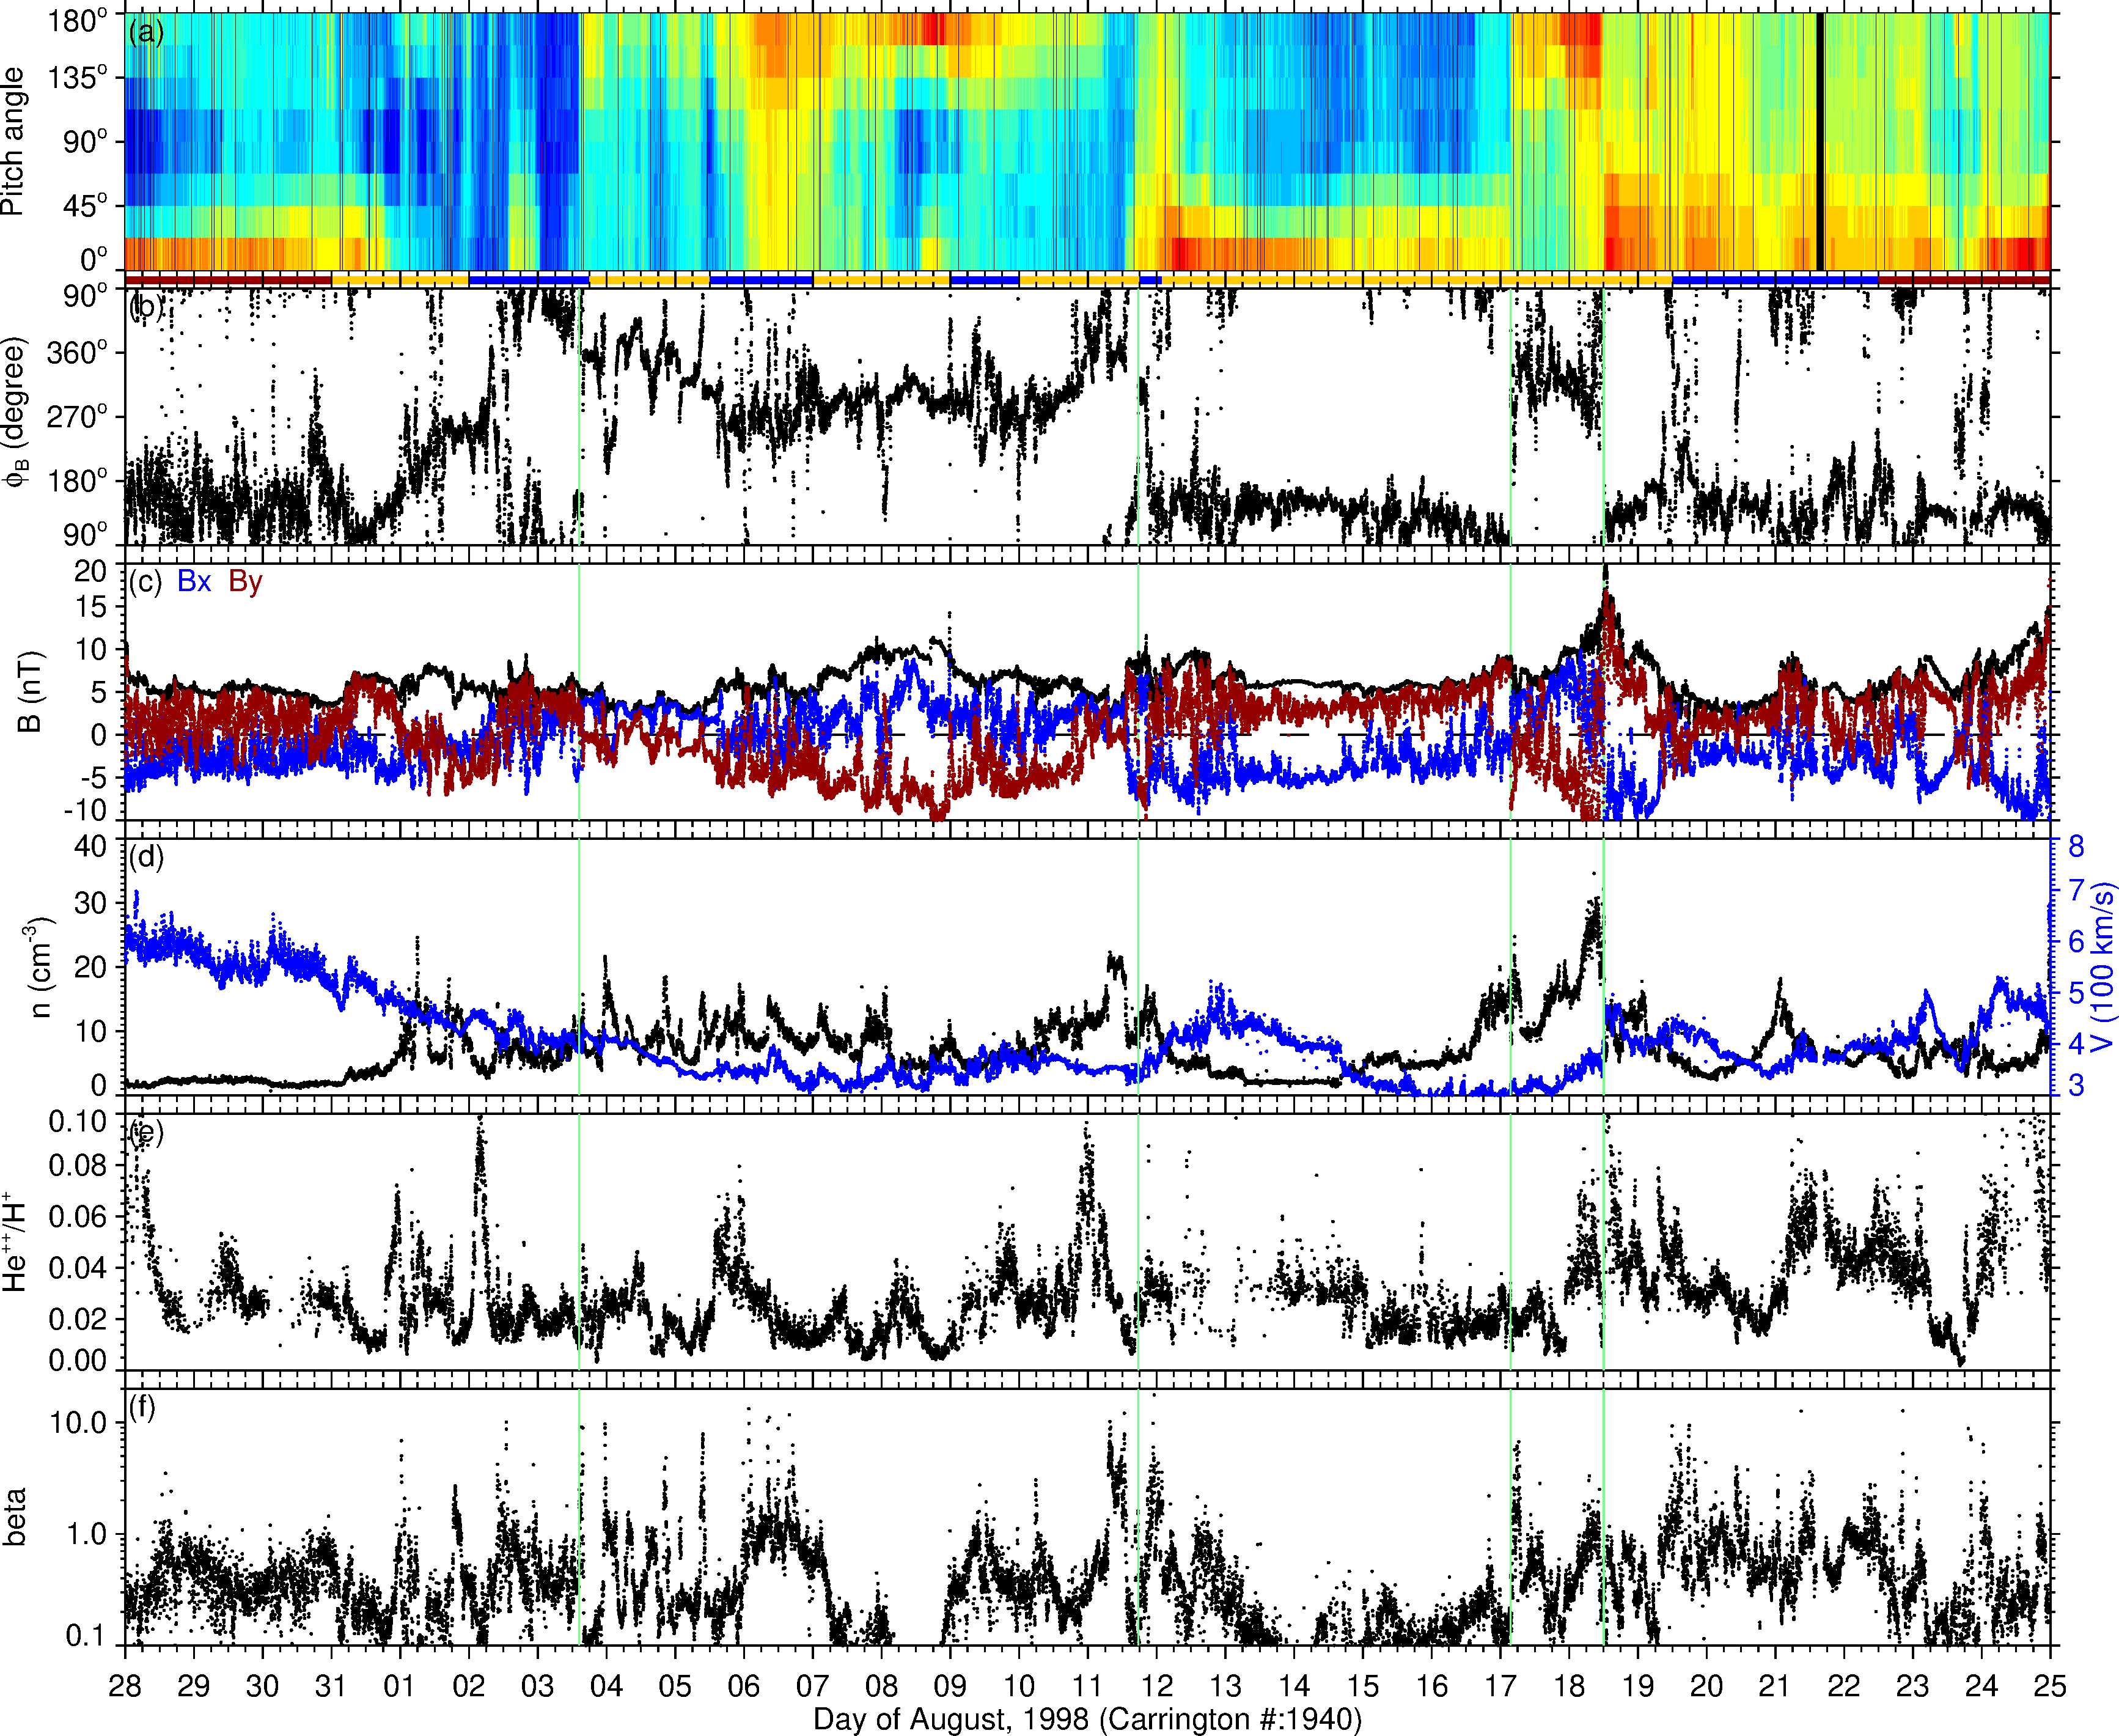 (a)
Pitch angle
180°
135°
90°
45°
0°
(b)
ϕB (degree)
90°
360°
270°
180°
90°
(c) Bx By
B (nT)
20
15
10
5
0
-5
-10
(d)
n (cm-3)
40
30
20
10
0
8
7
6
5
4
3
V (100 km/s)
(e)
He++/H+
0.10
0.08
0.06
0.04
0.02
0.00
(f)
beta
10.0
1.0
0.1
28 29 30 31 01 02 03 04 05 06 07 08 09 10 11 12 13 14 15 16 17 18 19 20 21 22 23 24 25
Day of August, 1998 (Carrington #:1940)